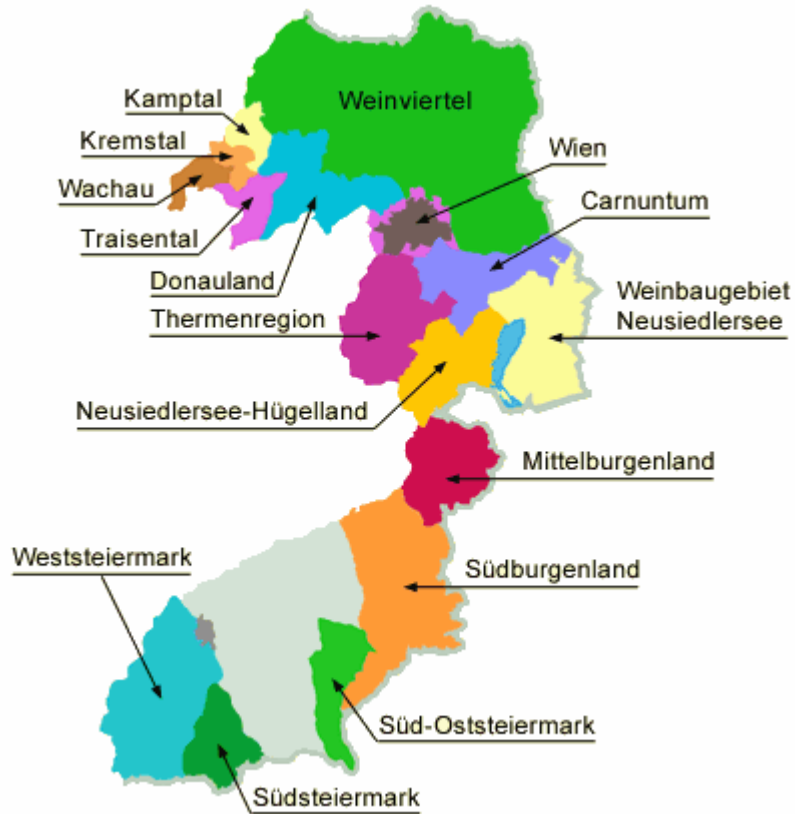 Kamptal
Weinviertel
Kremstal
Wien
Wachau
Carnuntum
Traisental
Donauland
Weinbaugebiet
Neusiedlersee
Thermenregion
Neusiedlersee-Hügelland
Mittelburgenland
Weststeiermark
Südburgenland
Süd-Oststeiermark
Südsteiermark